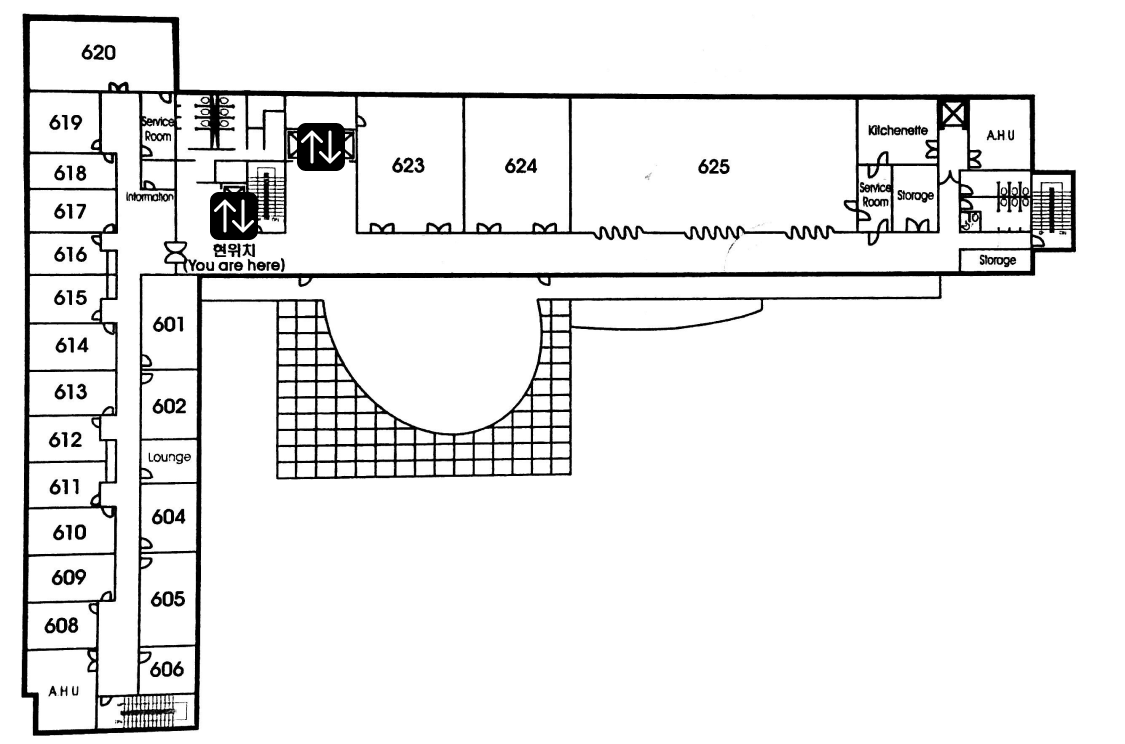 620
619
Service
Room
618
Information
617
616
615
614
613
612
611
610
609
608
A.H.U
601
602
Lounge
604
605
606
현위치
(You are here)
623
624
625
Kitchenette
A.H.U
Service
Room
Storage
Storage